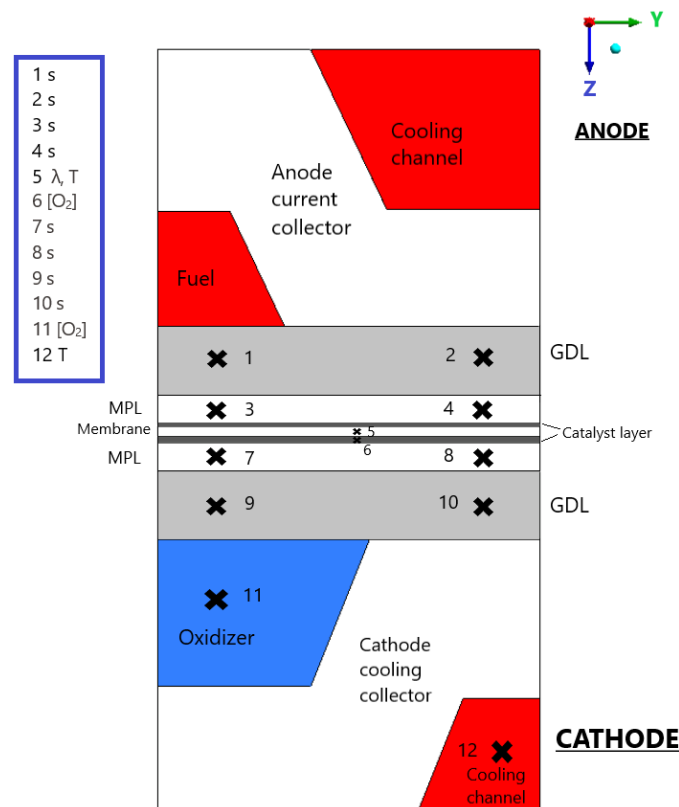 1 s
2 s
3 s
4 s
5 λ, T
6 [O₂]
7 s
8 s
9 s
10 s
11 [O₂]
12 T
Y
Z
ANODE
Cooling
channel
Anode
current
collector
Fuel
1
2
GDL
MPL
3
4
Membrane
5
Catalyst layer
6
MPL
7
8
9
10
GDL
11
Oxidizer
Cathode
cooling
collector
CATHODE
12
Cooling
channel